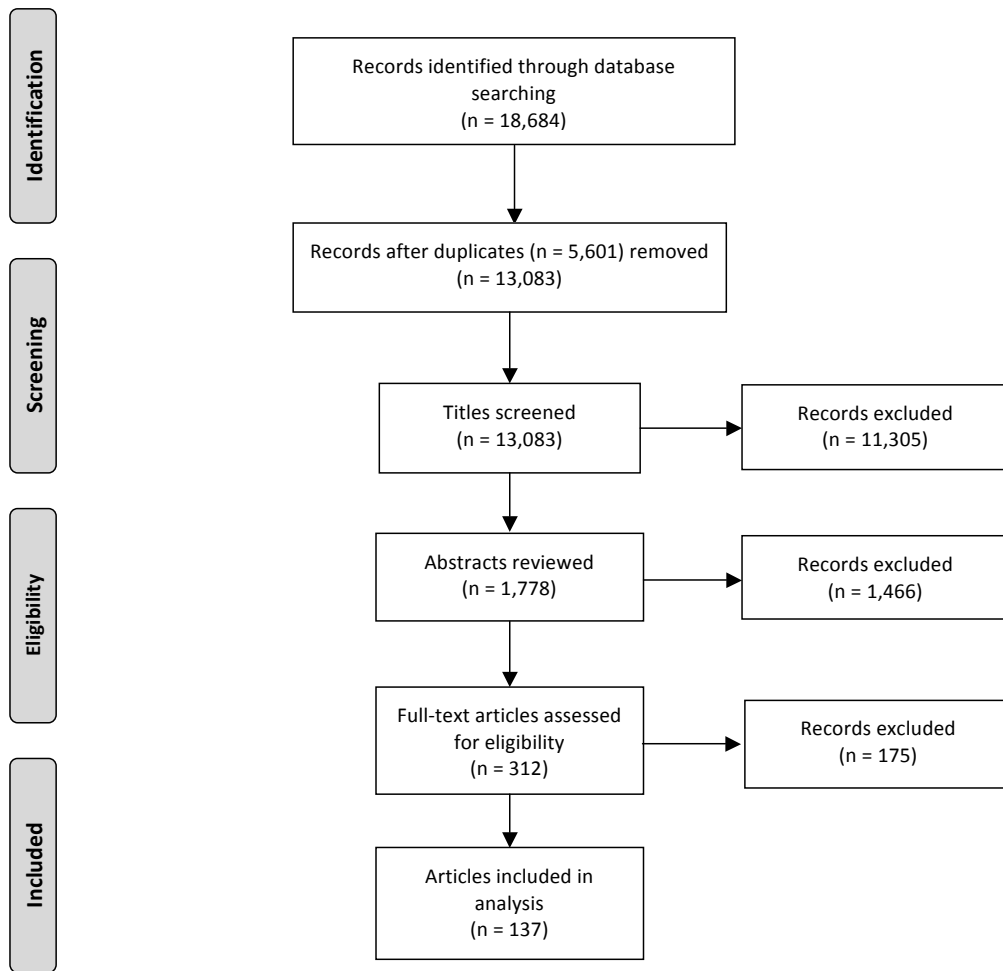 Identification
Records identified through database
searching
(n = 18,684)
Records after duplicates (n = 5,601) removed
(n = 13,083)
Screening
Titles screened
(n = 13,083)
Records excluded
(n = 11,305)
Eligibility
Abstracts reviewed
(n = 1,778)
Records excluded
(n = 1,466)
Full-text articles assessed
for eligibility
(n = 312)
Records excluded
(n = 175)
Included
Articles included in
analysis
(n = 137)